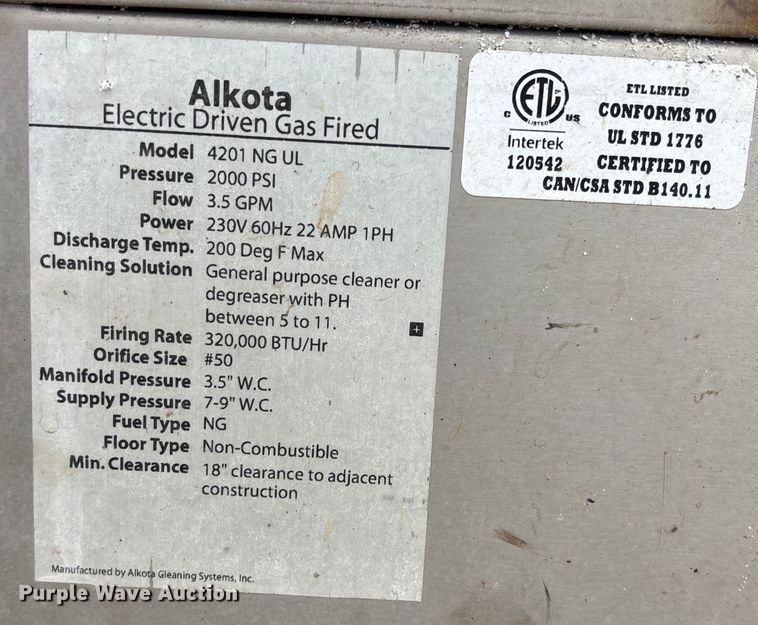 Alkota
Electric Driven Gas Fired
Model 4201 NG UL
Pressure 2000 PSI
Flow 3.5 GPM
Power 230V 60Hz 22 AMP 1PH
Discharge Temp. 200 Deg F Max
Cleaning Solution General purpose cleaner or
degreaser with PH
between 5 to 11.
Firing Rate 320,000 BTU/Hr
Orifice Size #50
Manifold Pressure 3.5" W.C.
Supply Pressure 7-9" W.C.
Fuel Type NG
Floor Type Non-Combustible
Min. Clearance 18" clearance to adjacent
construction
Manufactured by Alkota Gleaning Systems, Inc.
ETL
LISTED
C US
Intertek
120542
ETL LISTED
CONFORMS TO
UL STD 1776
CERTIFIED TO
CAN/CSA STD B140.11
Purple Wave Auction